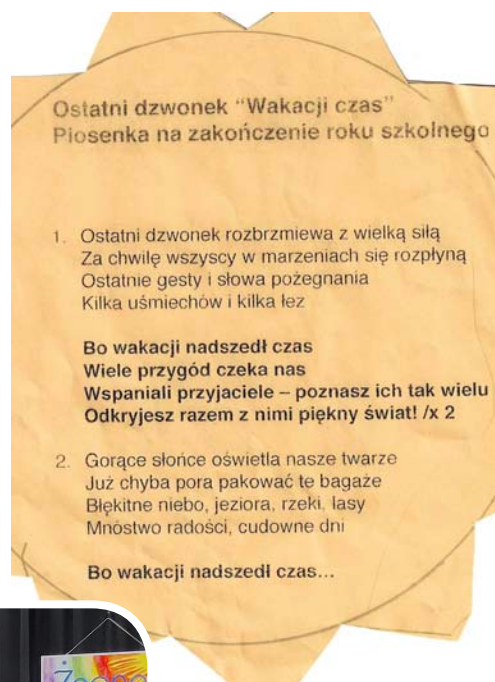 Ostatni dzwonek "Wakacji czas"
Piosenka na zakończenie roku szkolnego
1. Ostatni dzwonek rozbrzmiewa z wielką siłą
Za chwilę wszyscy w marzeniach się rozpłyną
Ostatnie gesty i słowa pożegnania
Kilka uśmiechów i kilka łez
Bo wakacji nadszedł czas
Wiele przygód czeka nas
Wspaniali przyjaciele – poznasz ich tak wielu
Odkryjesz razem z nimi piękny świat! /x 2
2. Gorące słońce oświetla nasze twarze
Już chyba pora pakować te bagaże
Błękitne niebo, jeziora, rzeki, lasy
Mnóstwo radości, cudowne dni
Bo wakacji nadszedł czas...